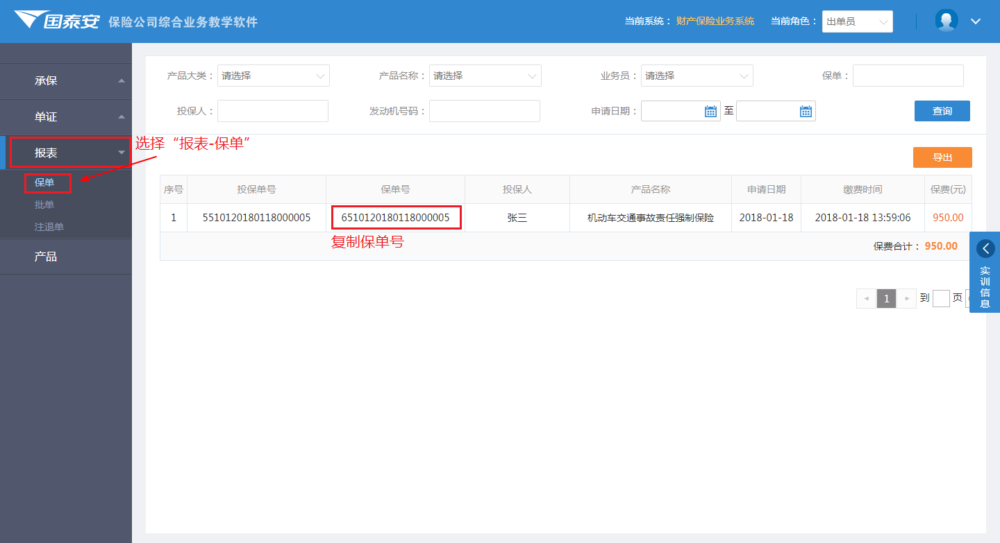 国泰安 保险公司综合业务教学软件 当前系统： 财产保险业务系统 当前角色： 出单员
产品大类： 请选择 产品名称： 请选择 业务员： 请选择 保单：
投保人： 发动机号码： 申请日期： 至 查询
承保
单证
报表
选择“报表-保单”
保单
批单
注退单
产品
导出
序号 投保单号 保单号 投保人 产品名称 申请日期 缴费时间 保费(元)
1 5510120180118000005 6510120180118000005 张三 机动车交通事故责任强制保险 2018-01-18 2018-01-18 13:59:06 950.00
复制保单号
保费合计： 950.00
1 到 页
实
训
信
息